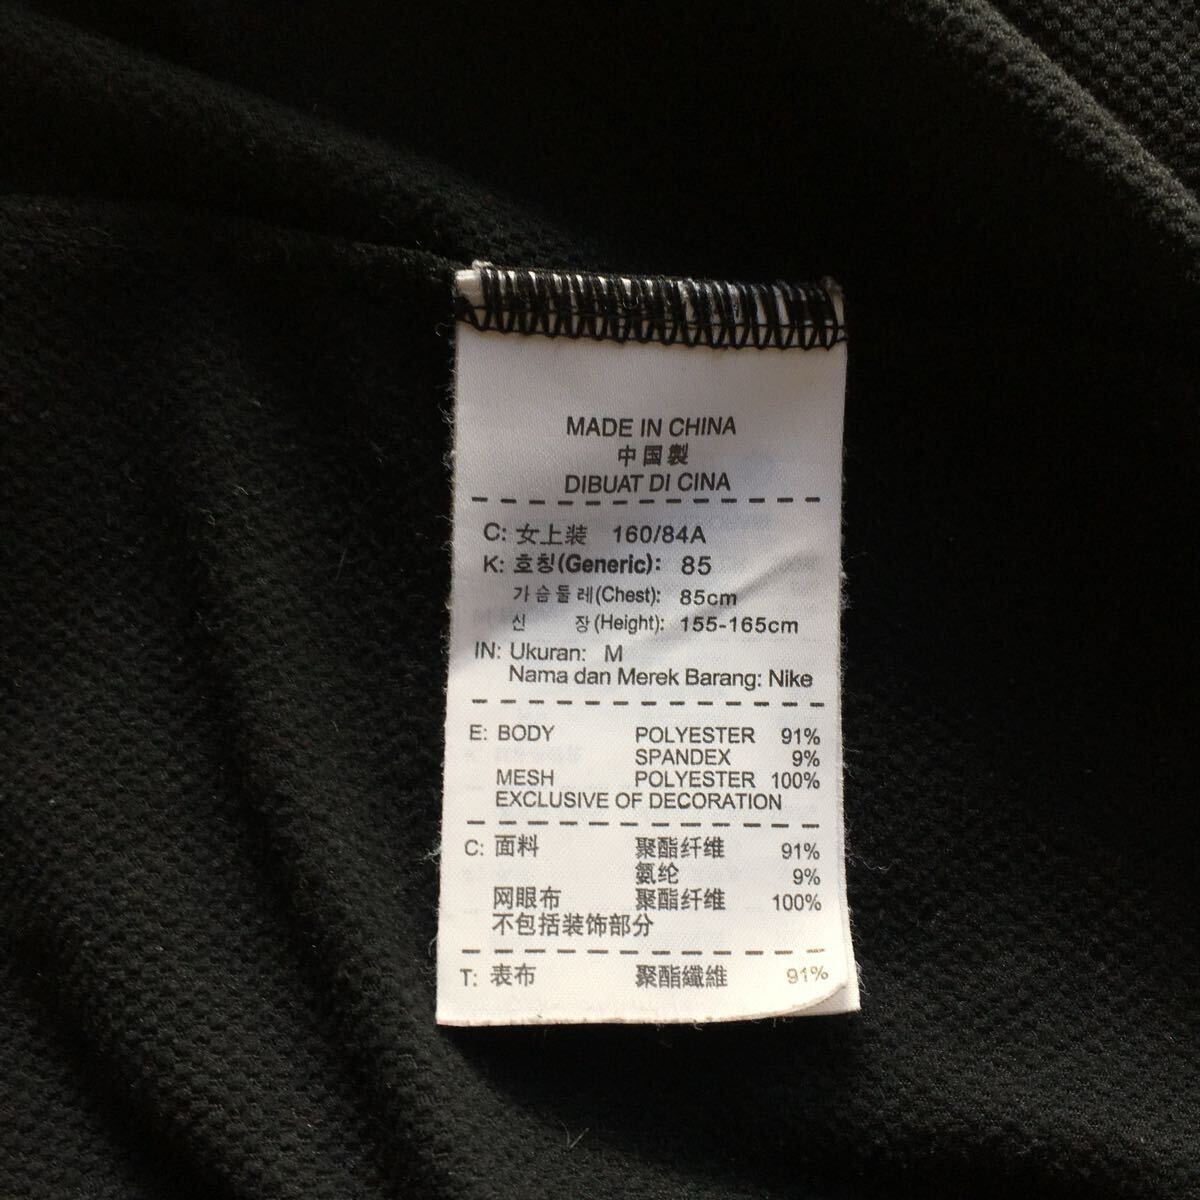 MADE IN CHINA
中国製
DIBUAT DI CINA
C: 女上装 160/84A
K: 호칭(Generic): 85
가슴둘레(Chest): 85cm
신 장(Height): 155-165cm
IN: Ukuran: M
Nama dan Merek Barang: Nike
E: BODY POLYESTER 91%
SPANDEX 9%
MESH POLYESTER 100%
EXCLUSIVE OF DECORATION
C: 面料 聚酯纤维 91%
氨纶 9%
网眼布 聚酯纤维 100%
不包括装饰部分
T: 表布 聚酯纖維 91%